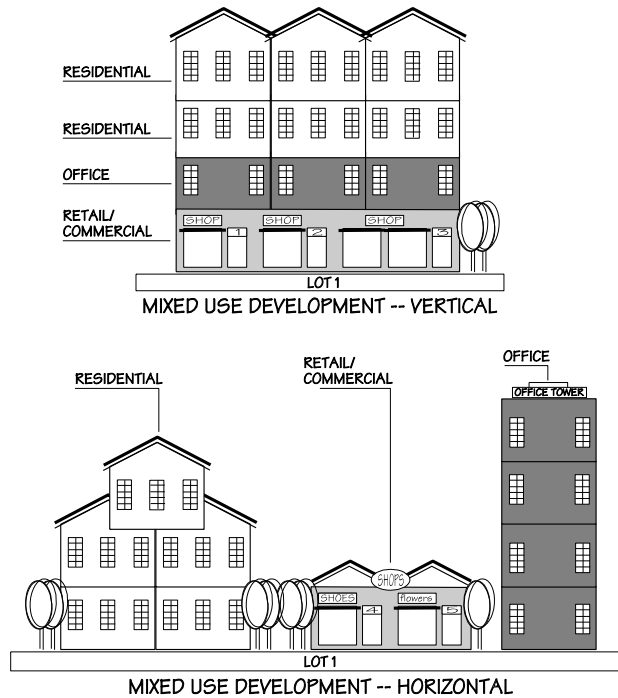 RESIDENTIAL
RESIDENTIAL
OFFICE
RETAIL/
COMMERCIAL
SHOP
SHOP
SHOP
1
2
3
LOT 1
MIXED USE DEVELOPMENT -- VERTICAL
RESIDENTIAL
RETAIL/
COMMERCIAL
OFFICE
OFFICE TOWER
SHOPS
SHOES
4
flowers
5
LOT 1
MIXED USE DEVELOPMENT -- HORIZONTAL